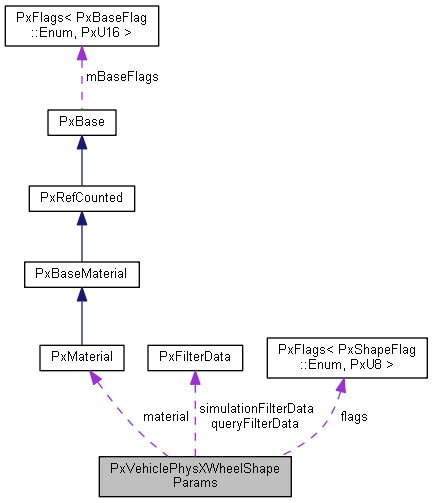 PxFlags< PxBaseFlag
::Enum, PxU16 >
mBaseFlags
PxBase
PxRefCounted
PxBaseMaterial
PxMaterial
PxFilterData
PxFlags< PxShapeFlag
::Enum, PxU8 >
material
simulationFilterData
queryFilterData
flags
PxVehiclePhysXWheelShape
Params